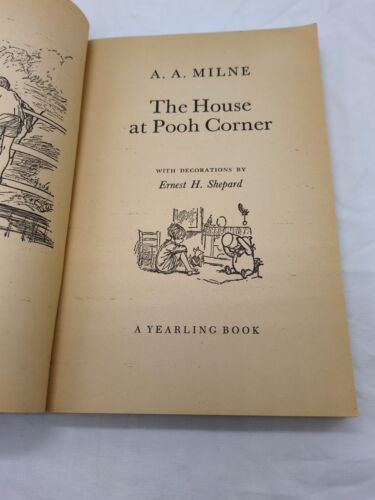 A. A. MILNE
The House
at Pooh Corner
WITH DECORATIONS BY
Ernest H. Shepard
A YEARLING BOOK